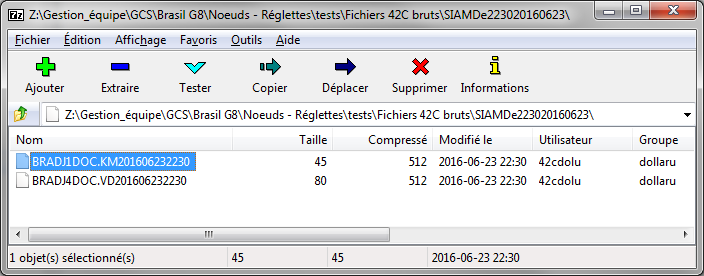 7z Z:\Gestion_équipe\GCS\Brasil G8\Noeuds - Réglettes\tests\Fichiers 42C bruts\SIAMDe223020160623\
Fichier Édition Affichage Favoris Outils Aide
Ajouter Extraire Tester Copier Déplacer Supprimer Informations
Z:\Gestion_équipe\GCS\Brasil G8\Noeuds - Réglettes\tests\Fichiers 42C bruts\SIAMDe223020160623\
Nom Taille Compressé Modifié le Utilisateur Groupe
BRADJ1DOC.KM201606232230 45 512 2016-06-23 22:30 42cdolu dollaru
BRADJ4DOC.VD201606232230 80 512 2016-06-23 22:30 42cdolu dollaru
1 objet(s) sélectionné(s) 45 45 2016-06-23 22:30